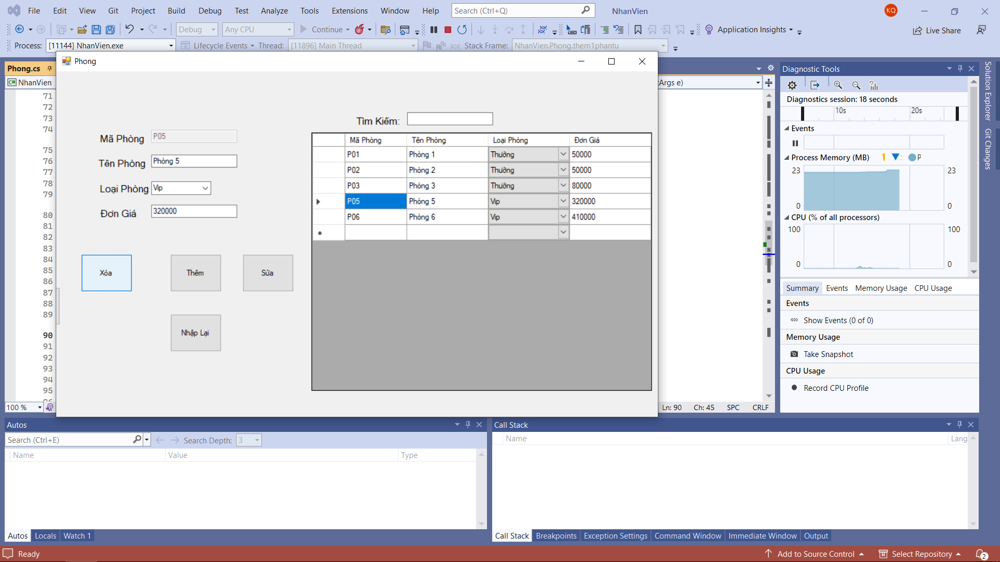 File Edit View Git Project Build Debug Test Analyze Tools Extensions Window Help Search (Ctrl+Q) NhanVien KQ
Debug Any CPU Continue Application Insights Live Share
Process: [11144] NhanVien.exe Lifecycle Events Thread: [11896] Main Thread Stack Frame: NhanVien.Phong.them1phantu
Phong.cs
NhanVien
Args e)
71
72
73
74
75
76
77
78
79
80
81
82
83
84
85
86
87
88
89
90
91
92
93
94
95
100 %
Ln: 90 Ch: 45 SPC CRLF
Phong
Tìm Kiếm:
Mã Phòng P05
Tên Phòng Phòng 5
Loại Phòng Vip
Đơn Giá 320000
Xóa Thêm Sửa
Nhập Lại
Mã Phòng Tên Phòng Loại Phòng Đơn Giá
P01 Phòng 1 Thường 50000
P02 Phòng 2 Thường 50000
P03 Phòng 3 Thường 80000
P05 Phòng 5 Vip 320000
P06 Phòng 6 Vip 410000
Diagnostic Tools
Diagnostics session: 18 seconds
10s 20s
Events
Process Memory (MB) P
23 23
0 0
CPU (% of all processors)
100 100
0 0
Summary Events Memory Usage CPU Usage
Events
Show Events (0 of 0)
Memory Usage
Take Snapshot
CPU Usage
Record CPU Profile
Solution Explorer
Git Changes
Autos
Search (Ctrl+E) Search Depth: 3
Name Value Type
Autos Locals Watch 1
Call Stack
Name Lang
Call Stack Breakpoints Exception Settings Command Window Immediate Window Output
Ready Add to Source Control Select Repository 2